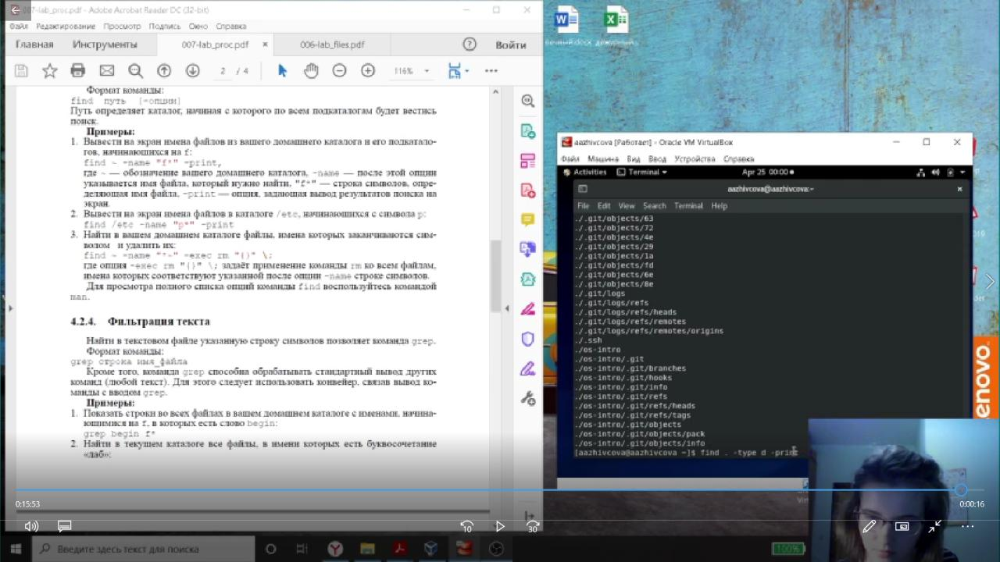 007-lab_proc.pdf - Adobe Acrobat Reader DC (32-bit)
Файл Редактирование Просмотр Подпись Окно Справка
Главная Инструменты 007-lab_proc.pdf × 006-lab_files.pdf Войти
2 / 4 116%
Формат команды:
find путь [-опции]
Путь определяет каталог, начиная с которого по всем подкаталогам будет вестись
поиск.
Примеры:
1. Вывести на экран имена файлов из вашего домашнего каталога и его подкатало-
гов, начинающихся на f:
find ~ -name "f*" -print,
где ~ — обозначение вашего домашнего каталога, -name — после этой опции
указывается имя файла, который нужно найти, "f*" — строка символов, опре-
деляющая имя файла, -print — опция, задающая вывод результатов поиска на
экран.
2. Вывести на экран имена файлов в каталоге /etc, начинающихся с символа p:
find /etc -name "p*" -print
3. Найти в вашем домашнем каталоге файлы, имена которых заканчиваются сим-
волом и удалить их:
find ~ -name "*~" -exec rm "{}" \;
где опция -exec rm "{}" \; задаёт применение команды rm ко всем файлам,
имена которых соответствуют указанной после опции -name строке символов.
Для просмотра полного списка опций команды find воспользуйтесь командой
man.
4.2.4. Фильтрация текста
Найти в текстовом файле указанную строку символов позволяет команда grep.
Формат команды:
grep строка имя_файла
Кроме того, команда grep способна обрабатывать стандартный вывод других
команд (любой текст). Для этого следует использовать конвейер, связав вывод ко-
манды с вводом grep.
Примеры:
1. Показать строки во всех файлах в вашем домашнем каталоге с именами, начина-
ющимися на f, в которых есть слово begin:
grep begin f*
2. Найти в текущем каталоге все файлы, в имени которых есть буквосочетание
«лаб»:
aazhivcova [Работает] - Oracle VM VirtualBox
Файл Машина Вид Ввод Устройства Справка
Activities Terminal Apr 25 00:00
aazhivcova@aazhivcova:~
File Edit View Search Terminal Help
./.git/objects/63
./.git/objects/72
./.git/objects/4e
./.git/objects/29
./.git/objects/1a
./.git/objects/fd
./.git/objects/6e
./.git/objects/8e
./.git/logs
./.git/logs/refs
./.git/logs/refs/heads
./.git/logs/refs/remotes
./.git/logs/refs/remotes/origins
./.ssh
./os-intro
./os-intro/.git
./os-intro/.git/branches
./os-intro/.git/hooks
./os-intro/.git/info
./os-intro/.git/refs
./os-intro/.git/refs/heads
./os-intro/.git/refs/tags
./os-intro/.git/objects
./os-intro/.git/objects/pack
./os-intro/.git/objects/info
[aazhivcova@aazhivcova ~]$ find . -type d -print
enovo
0:15:53
0:00:16
10 30
Введите здесь текст для поиска
100%